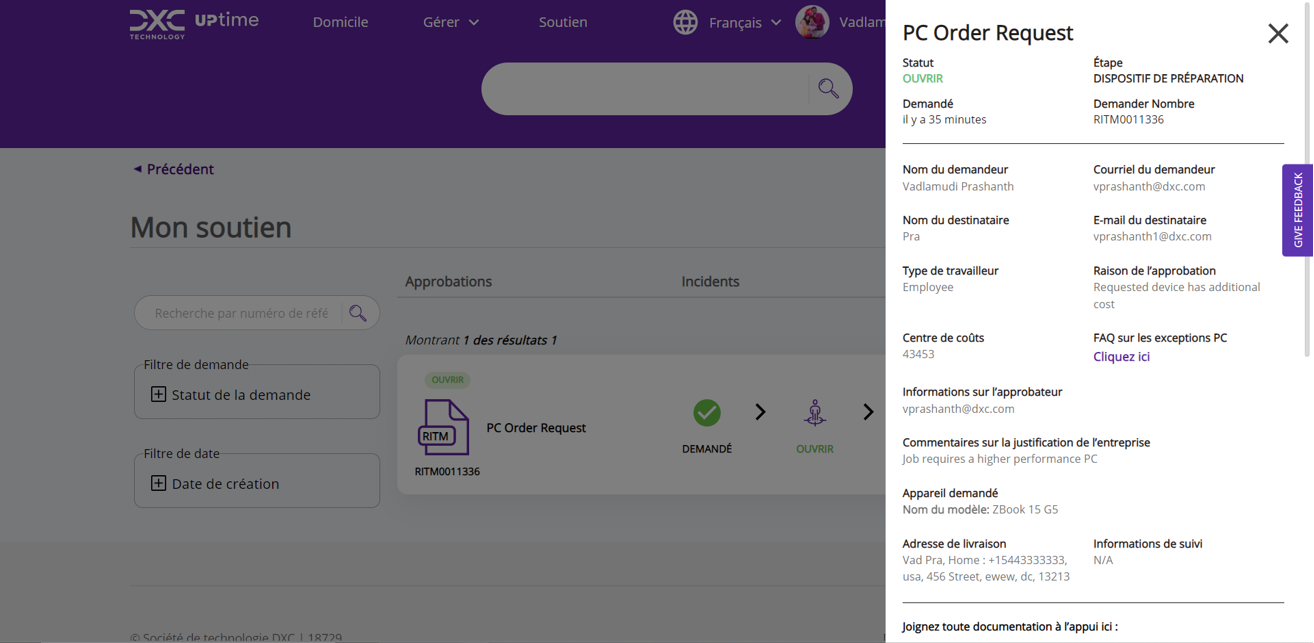 DXC
TECHNOLOGY
UPtime
Domicile
Gérer
Soutien
Français
Vadlam
Précédent
Mon soutien
Recherche par numéro de réfé
Filtre de demande
Statut de la demande
Filtre de date
Date de création
Approbations
Incidents
Montrant 1 des résultats 1
OUVRIR
RITM
RITM0011336
PC Order Request
DEMANDÉ
OUVRIR
© Société de technologie DXC | 18729
PC Order Request
Statut
OUVRIR
Étape
DISPOSITIF DE PRÉPARATION
Demandé
il y a 35 minutes
Demander Nombre
RITM0011336
Nom du demandeur
Vadlamudi Prashanth
Courriel du demandeur
vprashanth@dxc.com
Nom du destinataire
Pra
E-mail du destinataire
vprashanth1@dxc.com
Type de travailleur
Employee
Raison de l’approbation
Requested device has additional
cost
Centre de coûts
43453
FAQ sur les exceptions PC
Cliquez ici
Informations sur l’approbateur
vprashanth@dxc.com
Commentaires sur la justification de l’entreprise
Job requires a higher performance PC
Appareil demandé
Nom du modèle: ZBook 15 G5
Adresse de livraison
Vad Pra, Home : +15443333333,
usa, 456 Street, ewew, dc, 13213
Informations de suivi
N/A
Joignez toute documentation à l’appui ici :
GIVE FEEDBACK